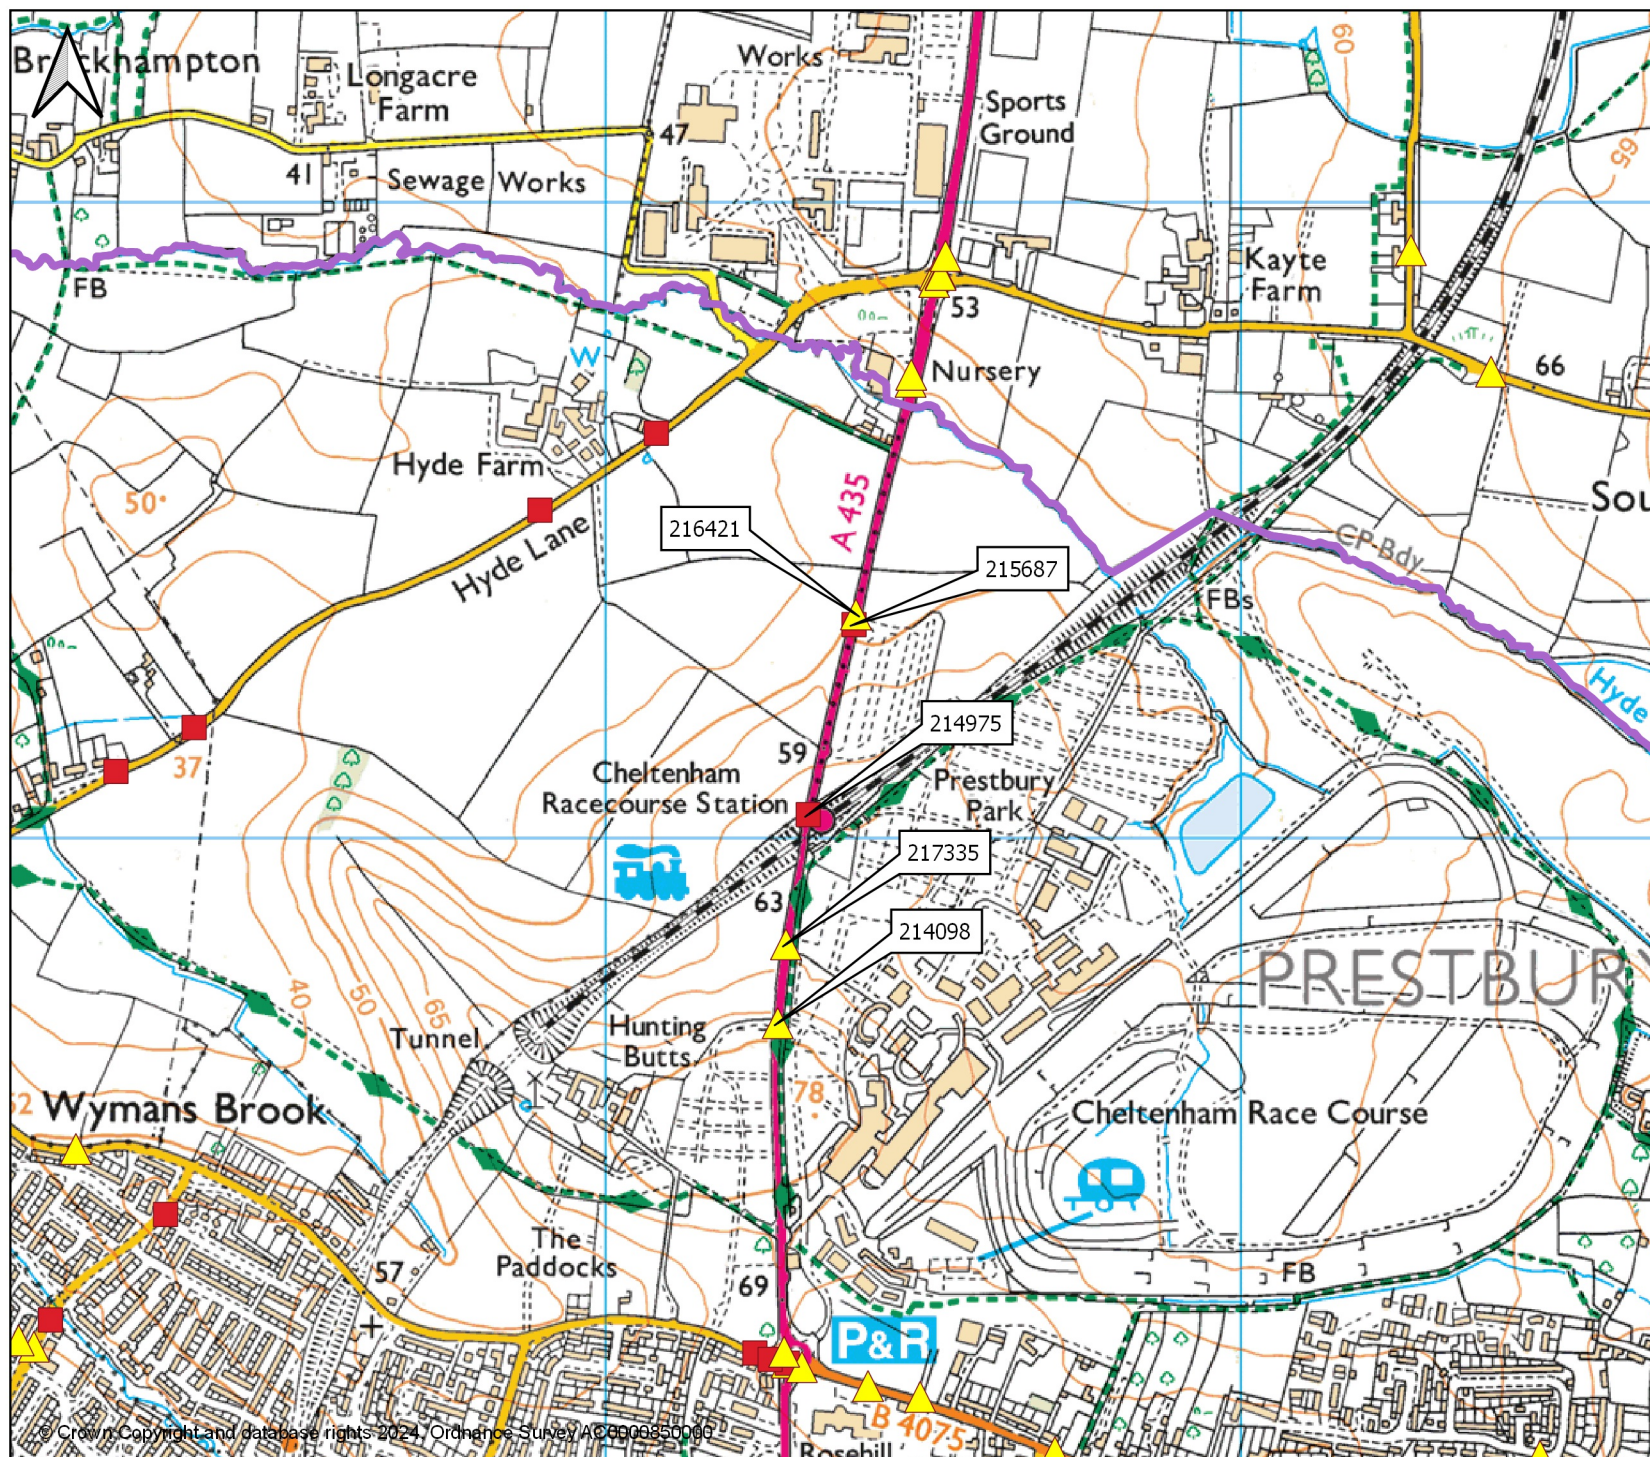 Works
Longacre
Farm
Sports
Ground
60
47
41
Sewage Works
65
FB
Kayte
Farm
53
W
Nursery
66
Hyde Farm
50
A 435
Sou
216421
Hyde Lane
215687
CP Bdy
FBs
Hyde
214975
59
37
Cheltenham
Racecourse Station
Prestbury
Park
217335
63
214098
PRESTBURY
40
50
65
Tunnel
Hunting
Butts
78
Wymans Brook
Cheltenham Race Course
The
Paddocks
57
69
FB
P&R
B 4075
© Crown Copyright and database rights 2024. Ordnance Survey AC0000850000
Rosehill